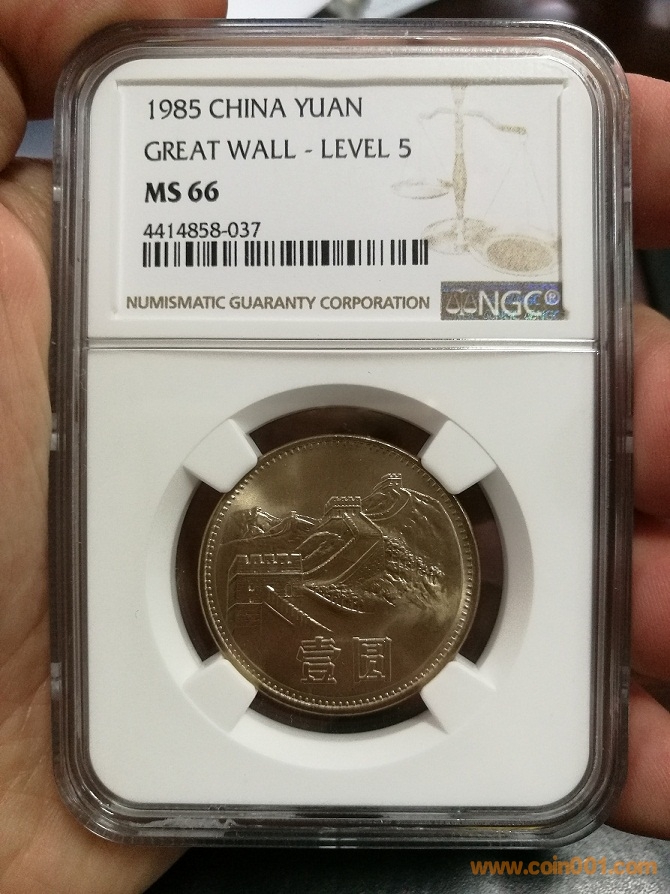 1985 CHINA YUAN
GREAT WALL - LEVEL 5
MS 66
4414858-037
NUMISMATIC GUARANTY CORPORATION
NGC®
壹圆
www.coin001.com